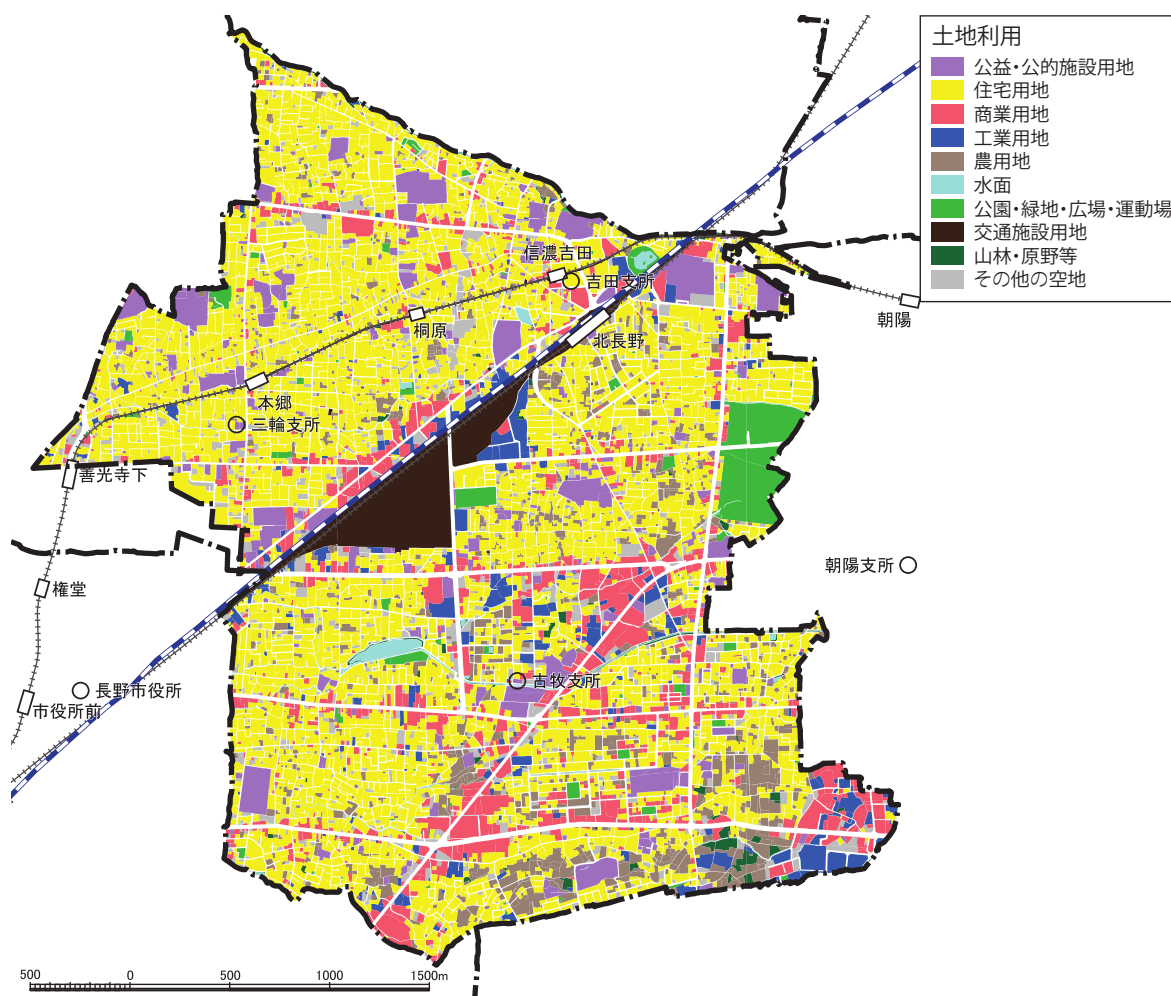 土地利用
公益・公的施設用地
住宅用地
商業用地
工業用地
農用地
水面
公園・緑地・広場・運動場
交通施設用地
山林・原野等
その他の空地
信濃吉田
吉田支所
朝陽
桐原
北長野
本郷
三輪支所
善光寺下
朝陽支所
権堂
古牧支所
長野市役所
市役所前
500 0 500 1000 1500m